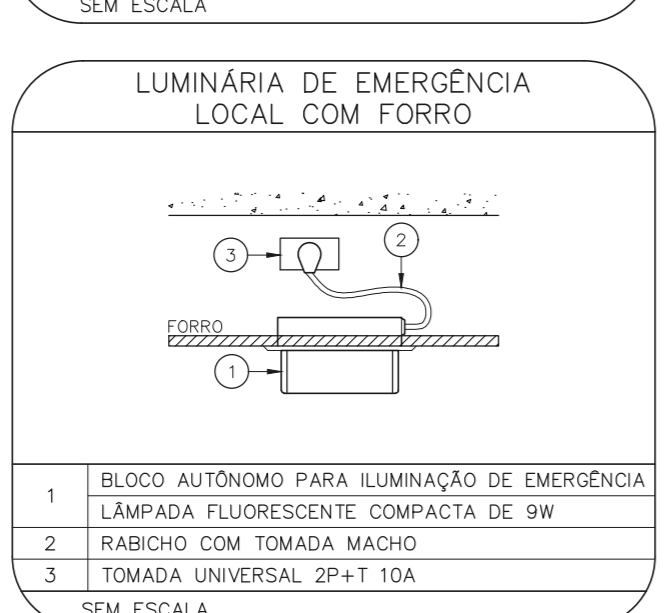 SEM ESCALA
LUMINÁRIA DE EMERGÊNCIA
LOCAL COM FORRO
3
2
FORRO
1
1 BLOCO AUTÔNOMO PARA ILUMINAÇÃO DE EMERGÊNCIA
LÂMPADA FLUORESCENTE COMPACTA DE 9W
2 RABICHO COM TOMADA MACHO
3 TOMADA UNIVERSAL 2P+T 10A
SEM ESCALA